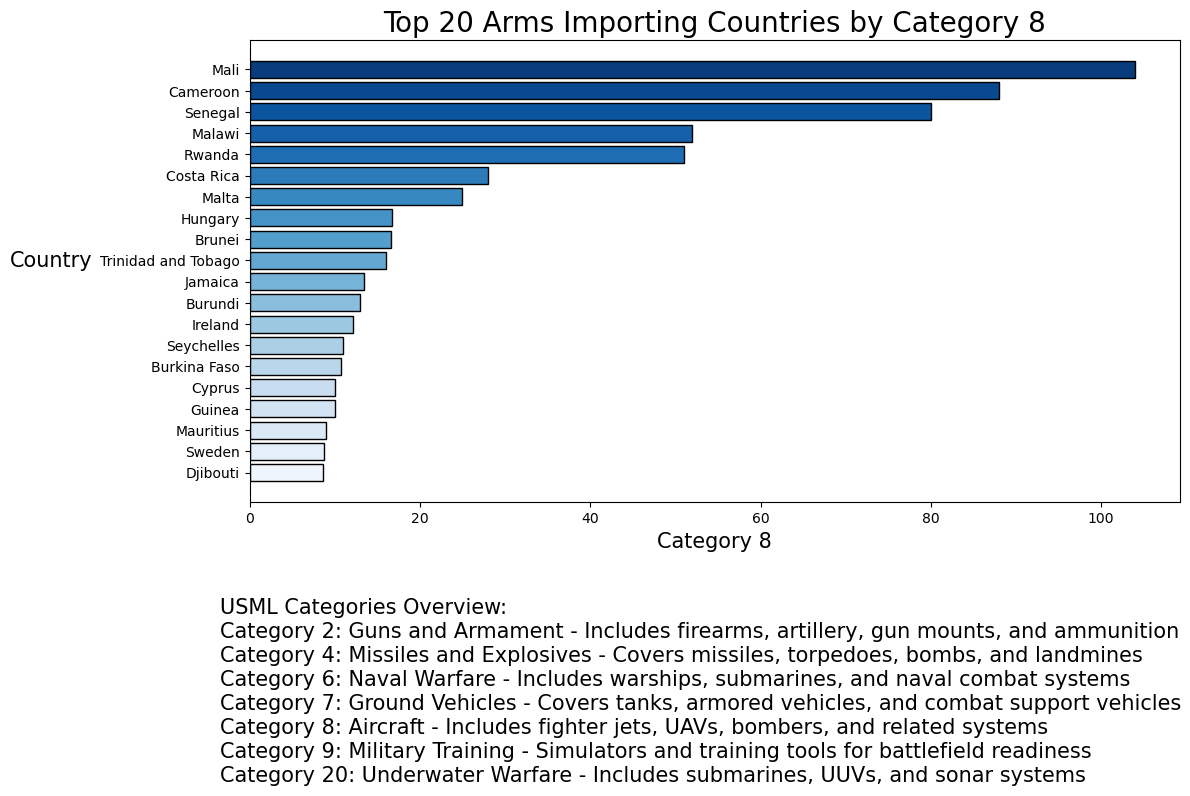 Top 20 Arms Importing Countries by Category 8
Mali
Cameroon
Senegal
Malawi
Rwanda
Costa Rica
Malta
Hungary
Brunei
Country
Trinidad and Tobago
Jamaica
Burundi
Ireland
Seychelles
Burkina Faso
Cyprus
Guinea
Mauritius
Sweden
Djibouti
0 20 40 60 80 100
Category 8
USML Categories Overview:
Category 2: Guns and Armament - Includes firearms, artillery, gun mounts, and ammunition
Category 4: Missiles and Explosives - Covers missiles, torpedoes, bombs, and landmines
Category 6: Naval Warfare - Includes warships, submarines, and naval combat systems
Category 7: Ground Vehicles - Covers tanks, armored vehicles, and combat support vehicles
Category 8: Aircraft - Includes fighter jets, UAVs, bombers, and related systems
Category 9: Military Training - Simulators and training tools for battlefield readiness
Category 20: Underwater Warfare - Includes submarines, UUVs, and sonar systems